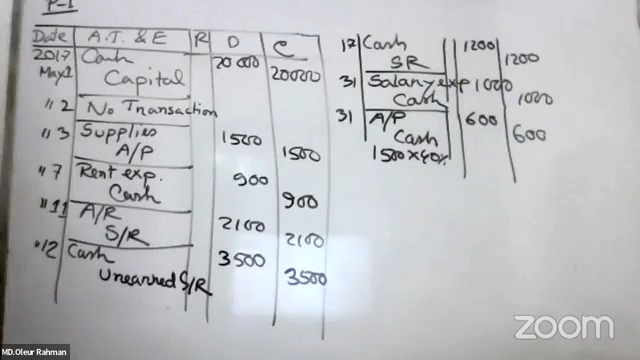 P-1
Date A.T. & E R D C
2017 Cash 20000
May 1 Capital 20000
"2 No Transaction
"3 Supplies 1500
A/P 1500
"7 Rent exp. 900
Cash 900
"11 A/R 2100
S/R 2100
"12 Cash 3500
Unearned S/R 3500
17 Cash 1200
SR 1200
31 Salary exp 1000
Cash 1000
31 A/P 600
Cash 600
1500×40%
MD.Oleur Rahman
zoom